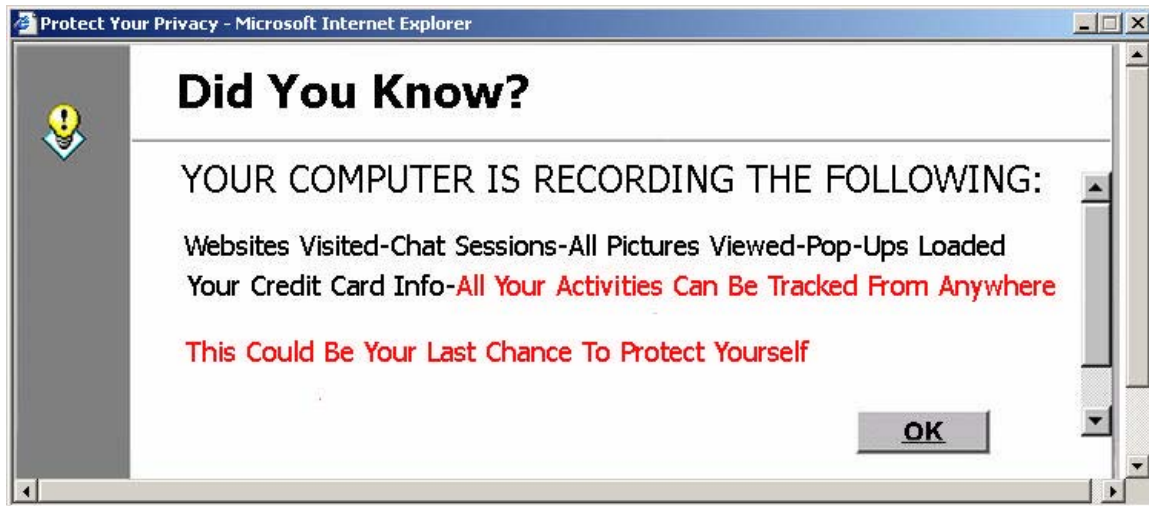 Protect Your Privacy - Microsoft Internet Explorer
Did You Know?
YOUR COMPUTER IS RECORDING THE FOLLOWING:
Websites Visited-Chat Sessions-All Pictures Viewed-Pop-Ups Loaded
Your Credit Card Info-All Your Activities Can Be Tracked From Anywhere
This Could Be Your Last Chance To Protect Yourself
OK